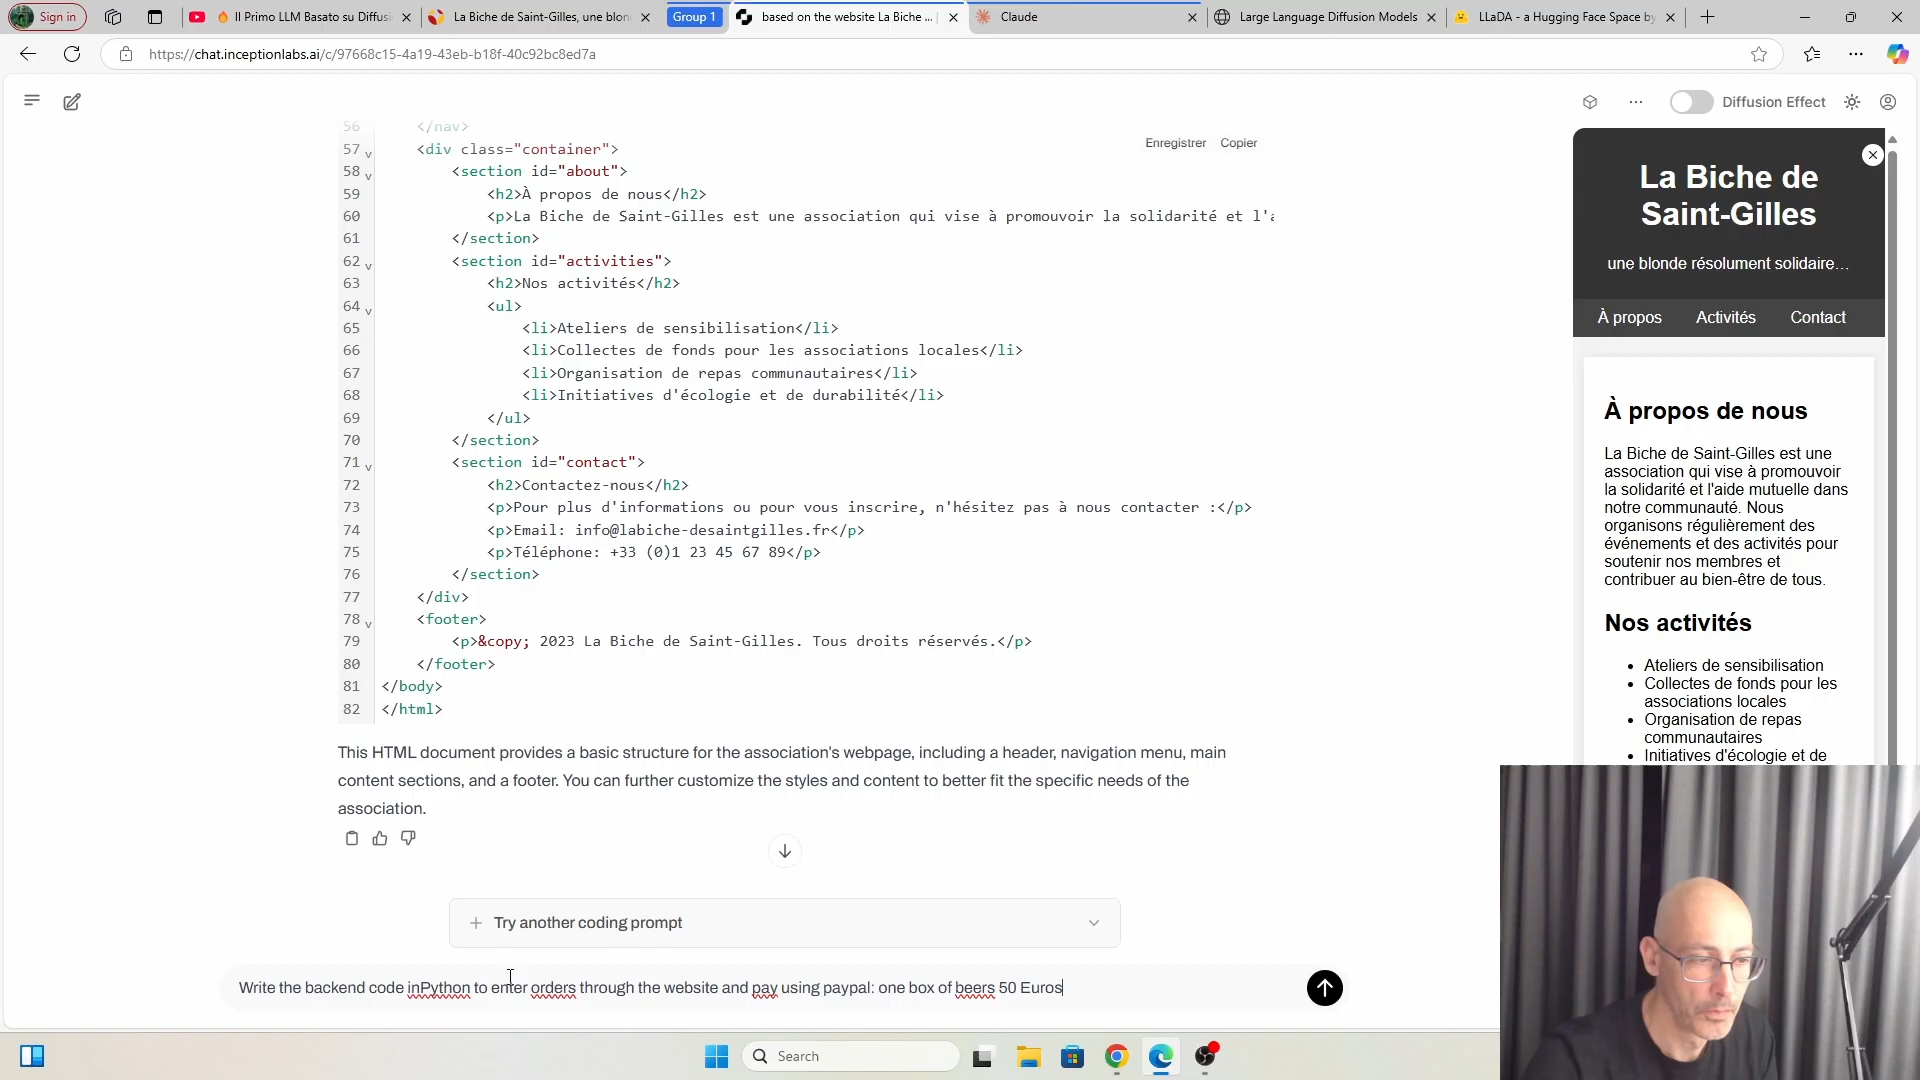 Sign in
Il Primo LLM Basato su Diffusi
La Biche de Saint-Gilles, une blon
Group 1
based on the website La Biche ...
Claude
Large Language Diffusion Models
LLaDA - a Hugging Face Space by
https://chat.inceptionlabs.ai/c/97668c15-4a19-43eb-b18f-40c92bc8ed7a
Diffusion Effect
Enregistrer Copier
56 </nav>
57 <div class="container">
58 <section id="about">
59 <h2>À propos de nous</h2>
60 <p>La Biche de Saint-Gilles est une association qui vise à promouvoir la solidarité et l'a
61 </section>
62 <section id="activities">
63 <h2>Nos activités</h2>
64 <ul>
65 <li>Ateliers de sensibilisation</li>
66 <li>Collectes de fonds pour les associations locales</li>
67 <li>Organisation de repas communautaires</li>
68 <li>Initiatives d'écologie et de durabilité</li>
69 </ul>
70 </section>
71 <section id="contact">
72 <h2>Contactez-nous</h2>
73 <p>Pour plus d'informations ou pour vous inscrire, n'hésitez pas à nous contacter :</p>
74 <p>Email: info@labiche-desaintgilles.fr</p>
75 <p>Téléphone: +33 (0)1 23 45 67 89</p>
76 </section>
77 </div>
78 <footer>
79 <p>&copy; 2023 La Biche de Saint-Gilles. Tous droits réservés.</p>
80 </footer>
81 </body>
82 </html>
This HTML document provides a basic structure for the association's webpage, including a header, navigation menu, main
content sections, and a footer. You can further customize the styles and content to better fit the specific needs of the
association.
Try another coding prompt
Write the backend code inPython to enter orders through the website and pay using paypal: one box of beers 50 Euros
La Biche de
Saint-Gilles
une blonde résolument solidaire…
À propos Activités Contact
À propos de nous
La Biche de Saint-Gilles est une
association qui vise à promouvoir
la solidarité et l'aide mutuelle dans
notre communauté. Nous
organisons régulièrement des
événements et des activités pour
soutenir nos membres et
contribuer au bien-être de tous.
Nos activités
Ateliers de sensibilisation
Collectes de fonds pour les
associations locales
Organisation de repas
communautaires
Initiatives d'écologie et de
Search